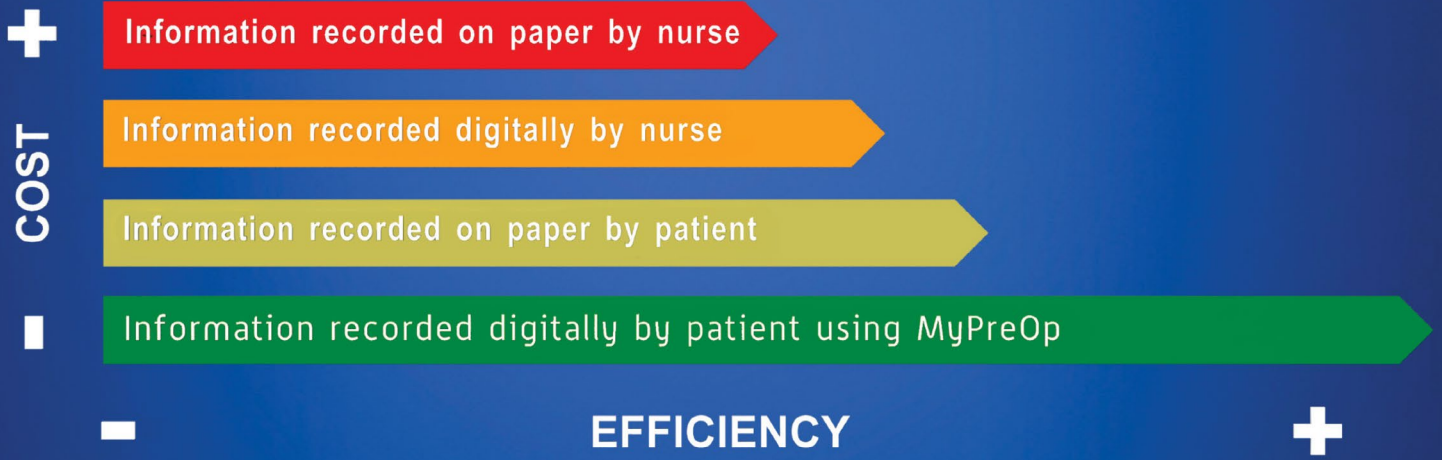 +
Information recorded on paper by nurse
Information recorded digitally by nurse
COST
Information recorded on paper by patient
-
Information recorded digitally by patient using MyPreOp
- EFFICIENCY +